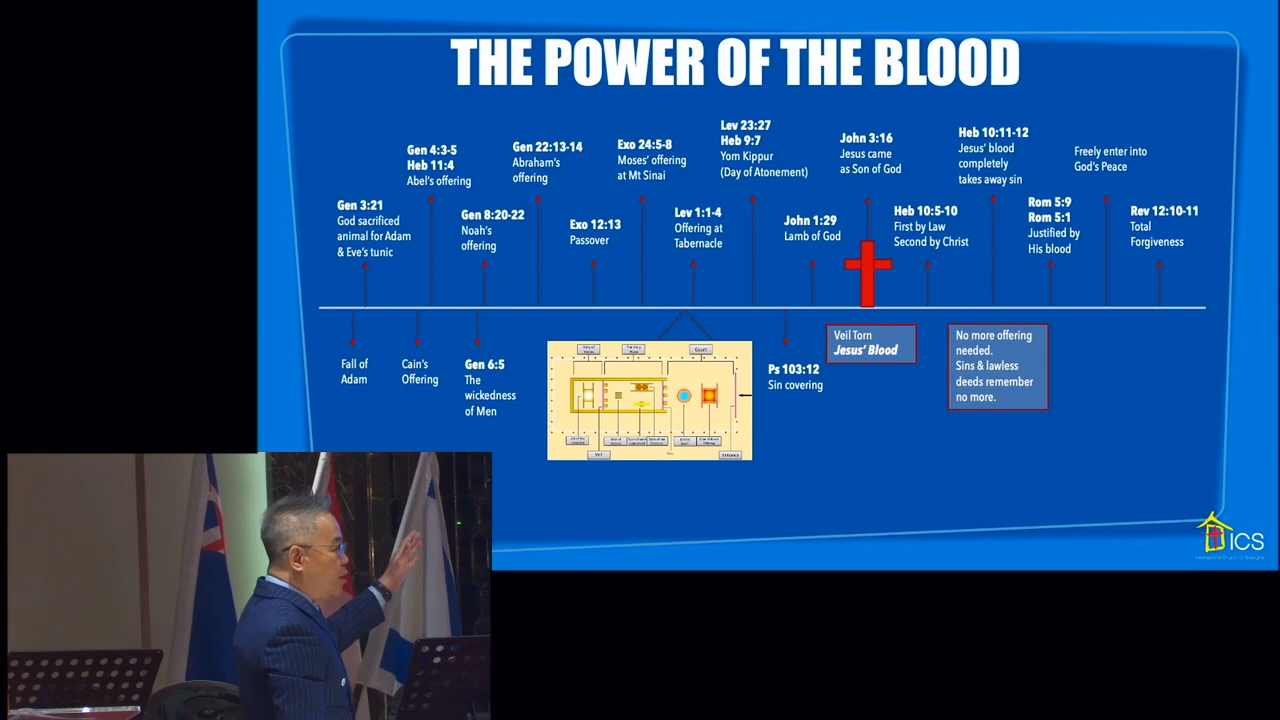 THE POWER OF THE BLOOD
Gen 3:21
God sacrificed
animal for Adam
& Eve's tunic
Gen 4:3-5
Heb 11:4
Abel's offering
Gen 8:20-22
Noah's
offering
Gen 22:13-14
Abraham's
offering
Exo 12:13
Passover
Exo 24:5-8
Moses' offering
at Mt Sinai
Lev 1:1-4
Offering at
Tabernacle
Lev 23:27
Heb 9:7
Yom Kippur
(Day of Atonement)
John 1:29
Lamb of God
John 3:16
Jesus came
as Son of God
Heb 10:5-10
First by Law
Second by Christ
Heb 10:11-12
Jesus' blood
completely
takes away sin
Rom 5:9
Rom 5:1
Justified by
His blood
Freely enter into
God's Peace
Rev 12:10-11
Total
Forgiveness
Fall of
Adam
Cain's
Offering
Gen 6:5
The
wickedness
of Men
Court
Veil
Entrance
Ps 103:12
Sin covering
Veil Torn
Jesus' Blood
No more offering
needed.
Sins & lawless
deeds remember
no more.
ICS
International Church of Shanghai